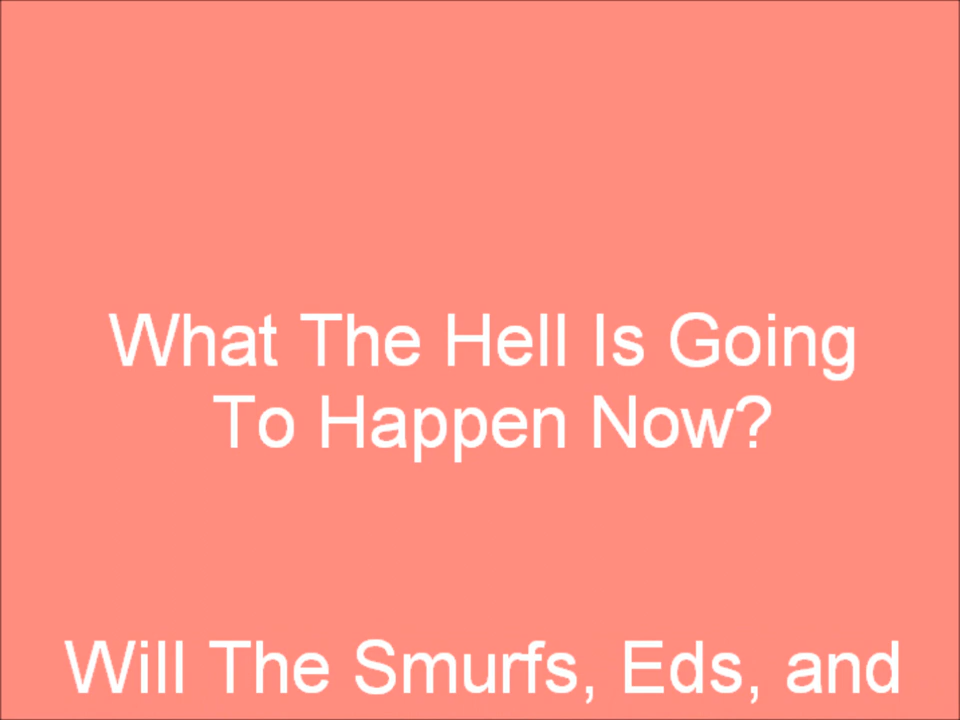 What The Hell Is Going
To Happen Now?
Will The Smurfs, Eds, and